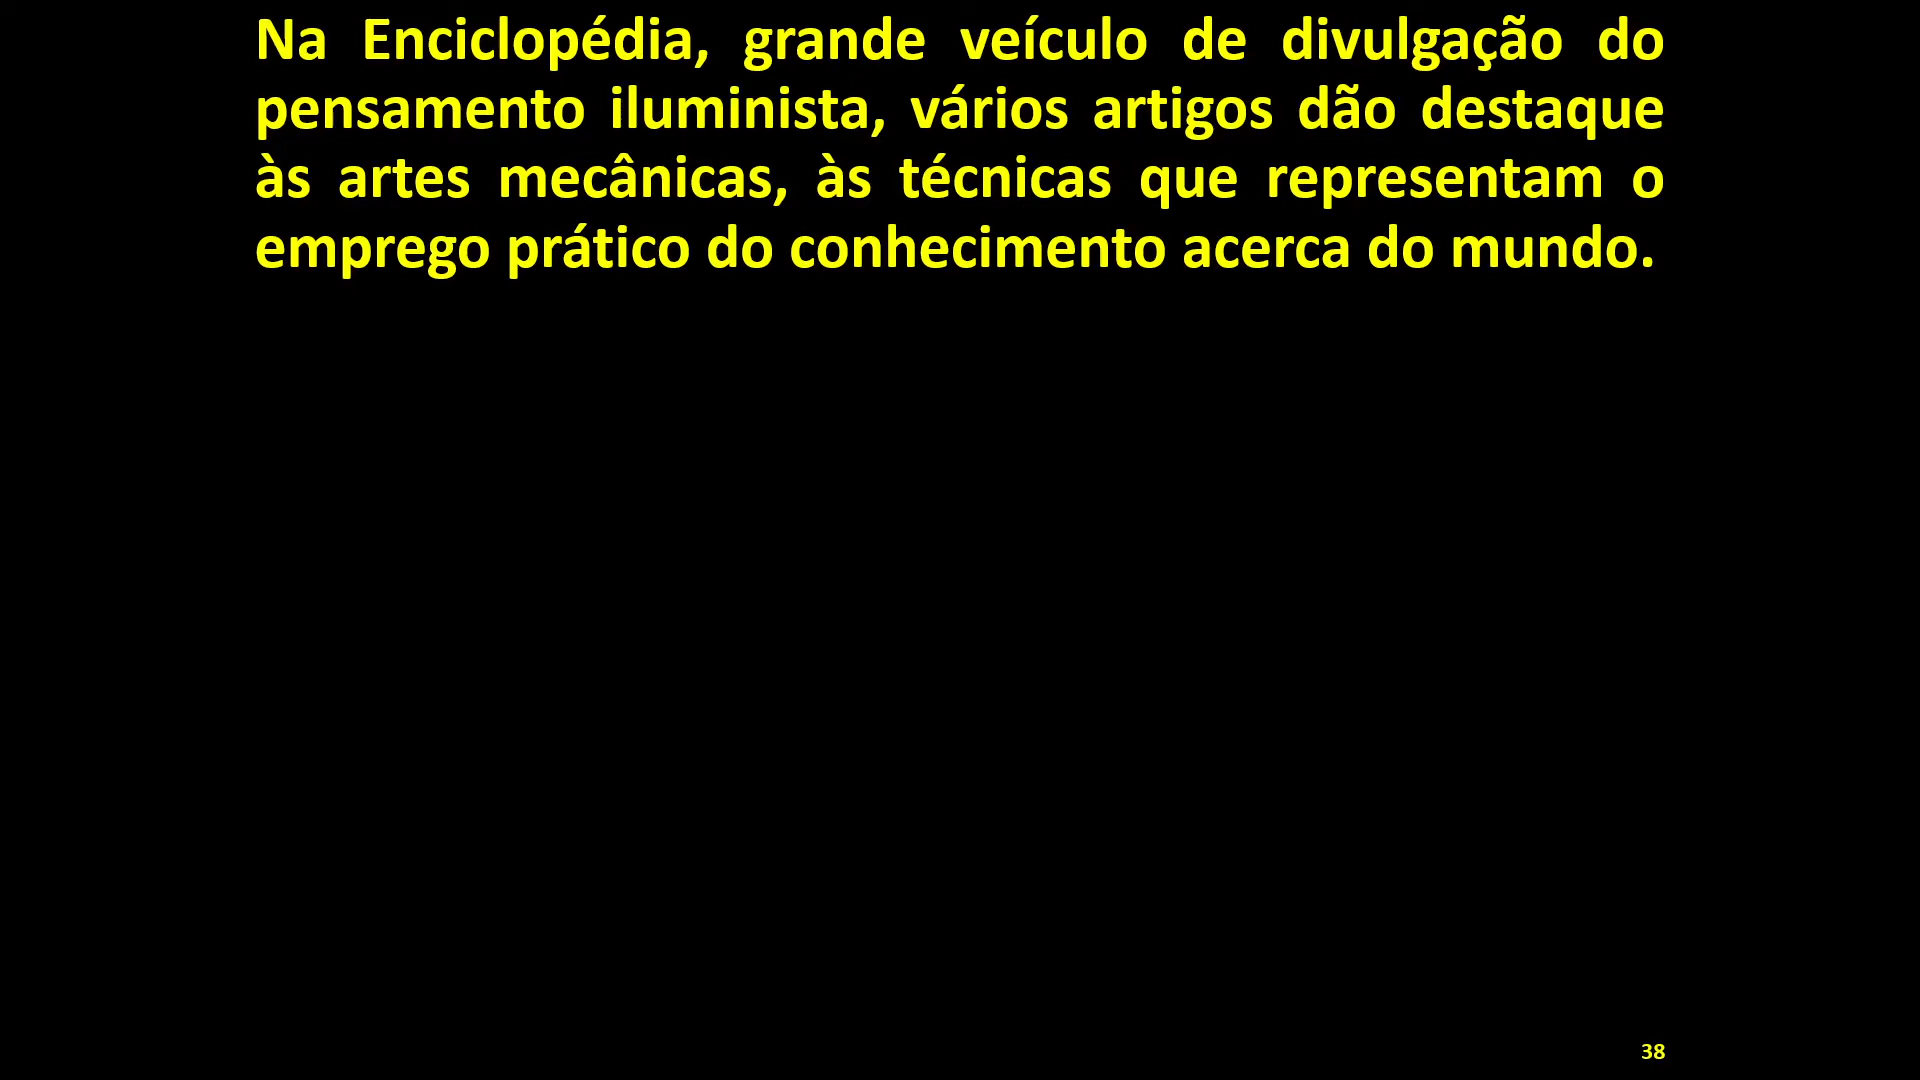 Na Enciclopédia, grande veículo de divulgação do
pensamento iluminista, vários artigos dão destaque
às artes mecânicas, às técnicas que representam o
emprego prático do conhecimento acerca do mundo.
38